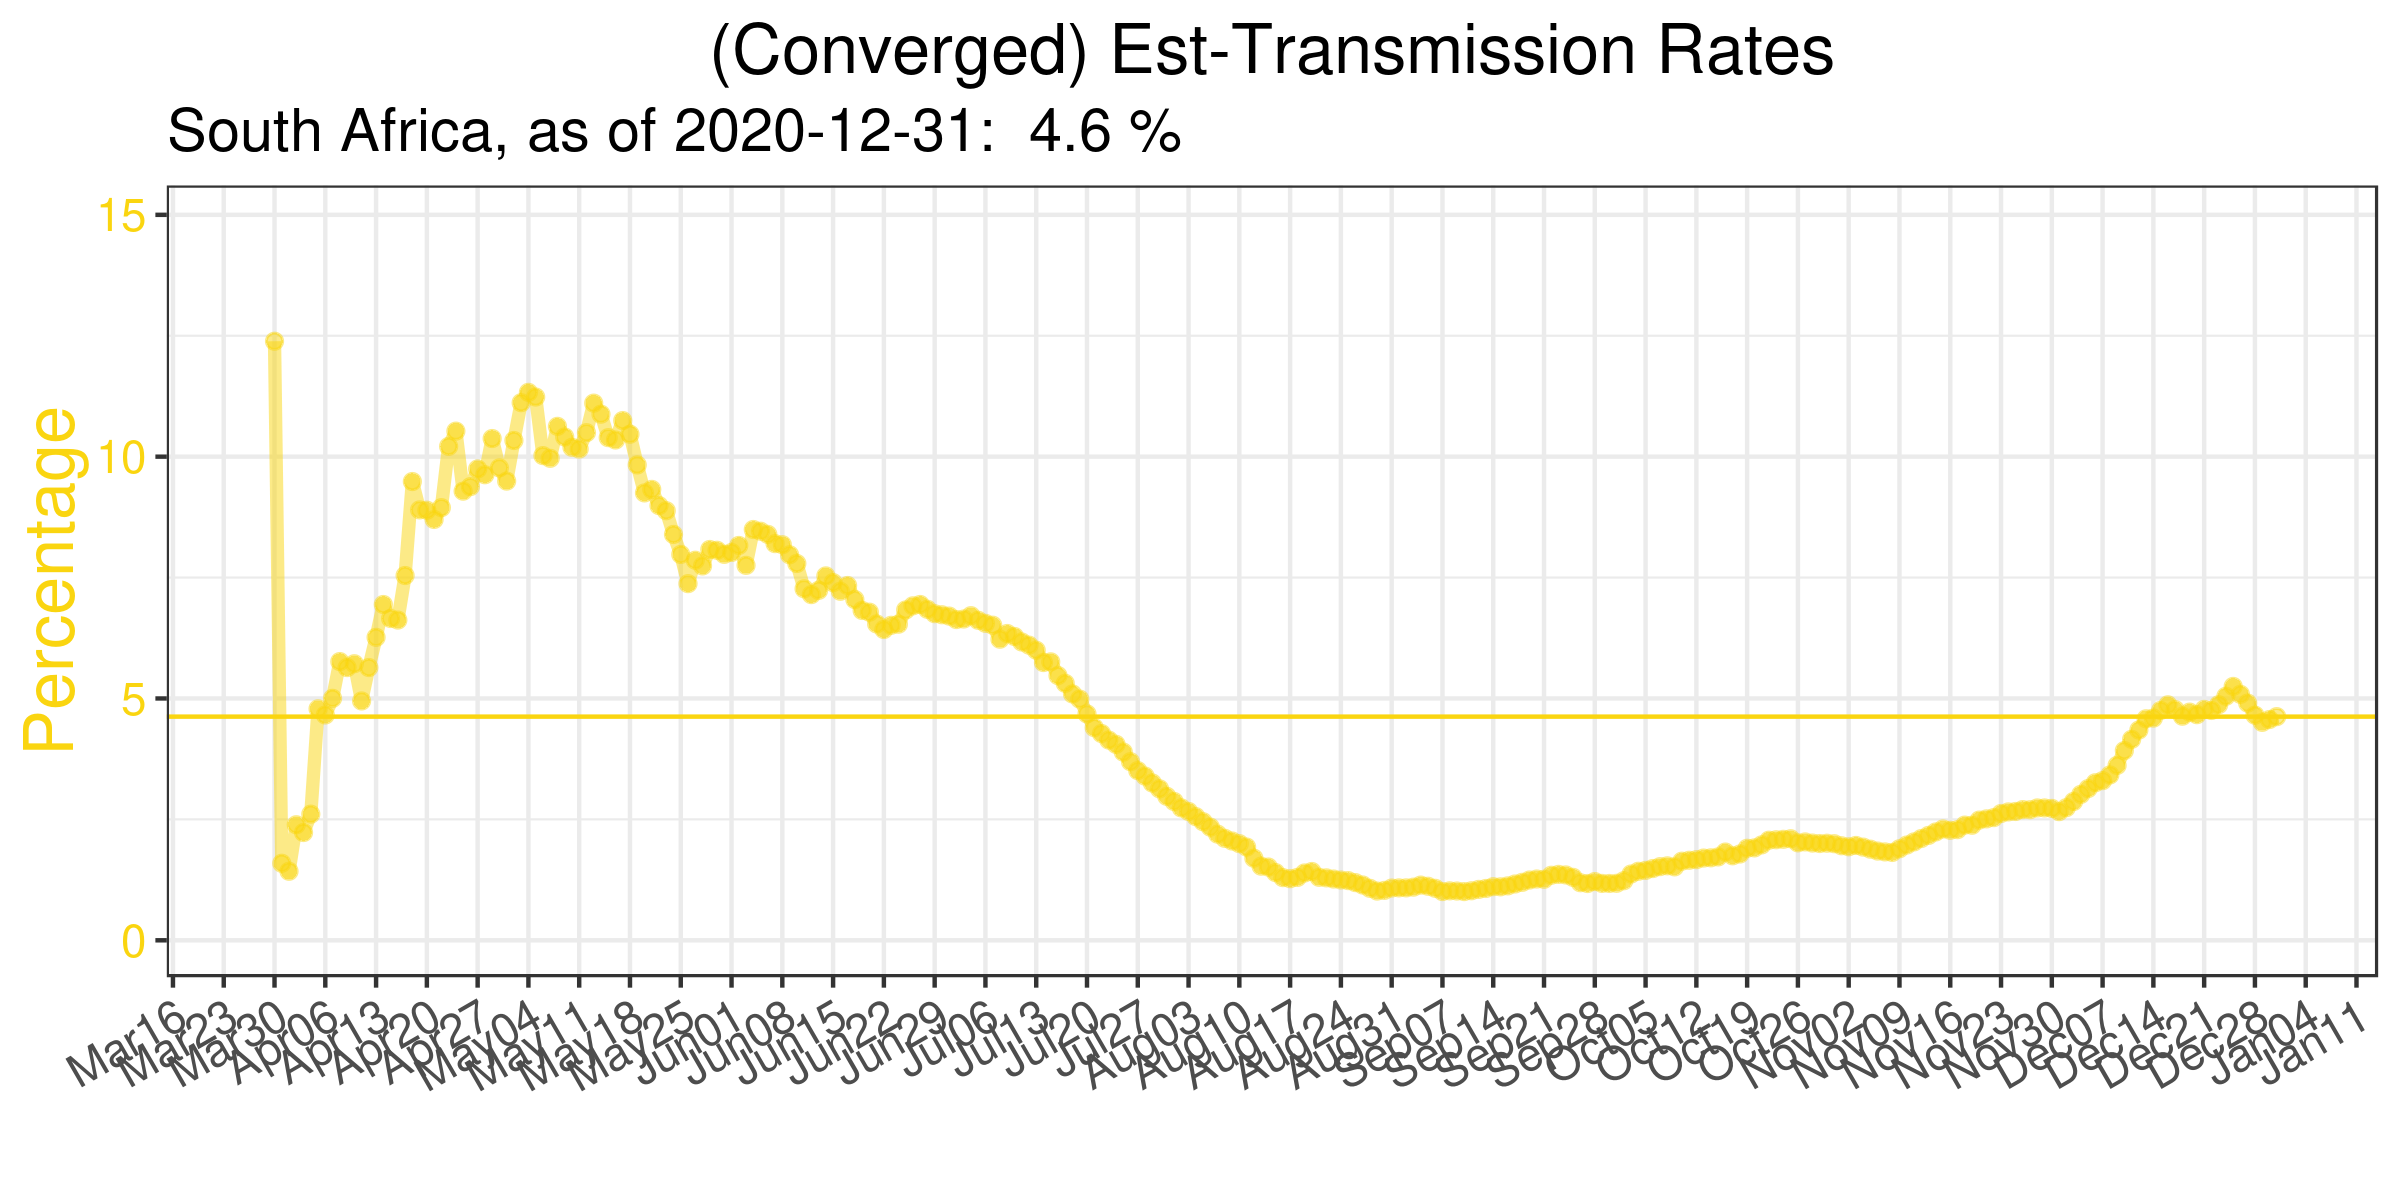 (Converged) Est-Transmission Rates
South Africa, as of 2020-12-31:  4.6 %
Percentage
15
10
5
0
Mar16
Mar23
Mar30
Apr06
Apr13
Apr20
Apr27
May04
May11
May18
May25
Jun01
Jun08
Jun15
Jun22
Jun29
Jul06
Jul13
Jul20
Jul27
Aug03
Aug10
Aug17
Aug24
Aug31
Sep07
Sep14
Sep21
Sep28
Oct05
Oct12
Oct19
Oct26
Nov02
Nov09
Nov16
Nov23
Nov30
Dec07
Dec14
Dec21
Dec28
Jan04
Jan11